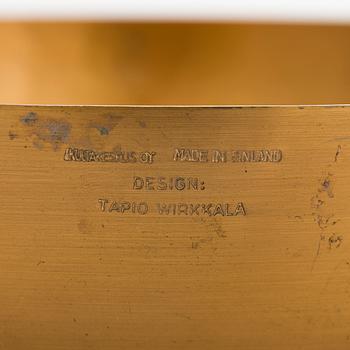 KULTAKESKUS OY MADE IN FINLAND
DESIGN:
TAPIO WIRKKALA